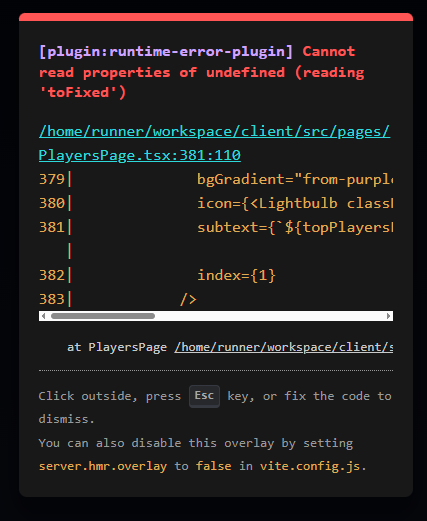 [plugin:runtime-error-plugin] Cannot
read properties of undefined (reading
'toFixed')
/home/runner/workspace/client/src/pages/
PlayersPage.tsx:381:110
379| bgGradient="from-purpl
380| icon={<Lightbulb class
381| subtext={`${topPlayers
|
382| index={1}
383| />
at PlayersPage /home/runner/workspace/client/s
Click outside, press Esc key, or fix the code to
dismiss.
You can also disable this overlay by setting
server.hmr.overlay to false in vite.config.js.